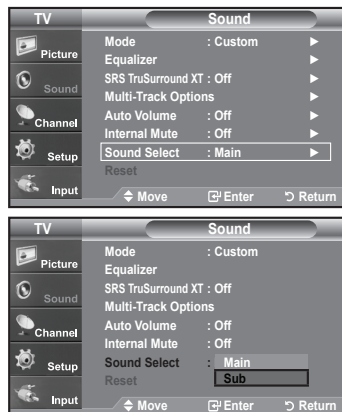 TV Sound
Picture
Sound
Channel
Setup
Input
Mode : Custom ►
Equalizer ►
SRS TruSurround XT : Off ►
Multi-Track Options ►
Auto Volume : Off ►
Internal Mute : Off ►
Sound Select : Main ►
Reset
Move Enter Return
TV Sound
Picture
Sound
Channel
Setup
Input
Mode : Custom
Equalizer
SRS TruSurround XT : Off
Multi-Track Options
Auto Volume : Off
Internal Mute : Off
Sound Select : Main
Sub
Reset
Move Enter Return